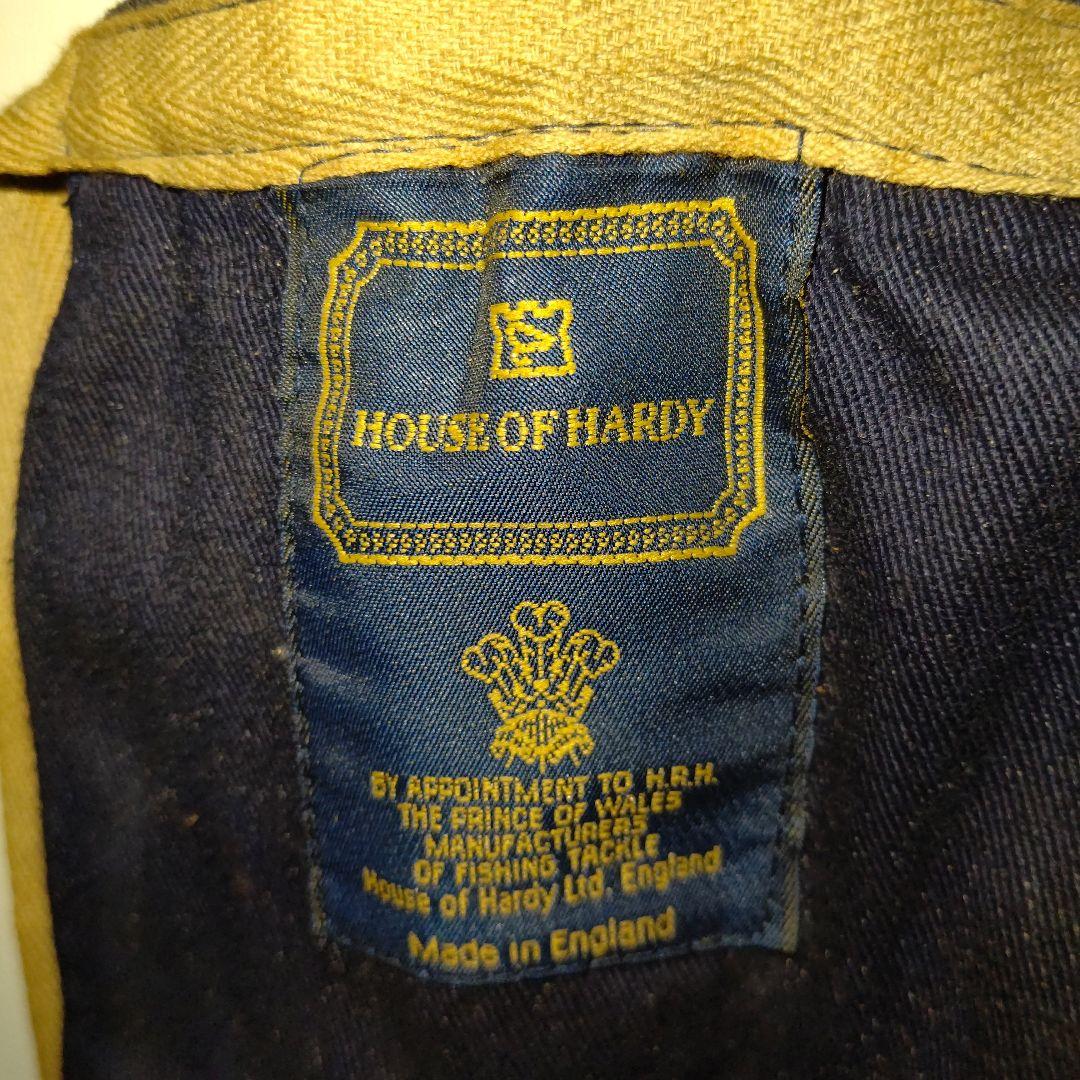 HOUSE OF HARDY
BY APPOINTMENT TO H.R.H.
THE PRINCE OF WALES
MANUFACTURERS
OF FISHING TACKLE
House of Hardy Ltd. England
Made in England